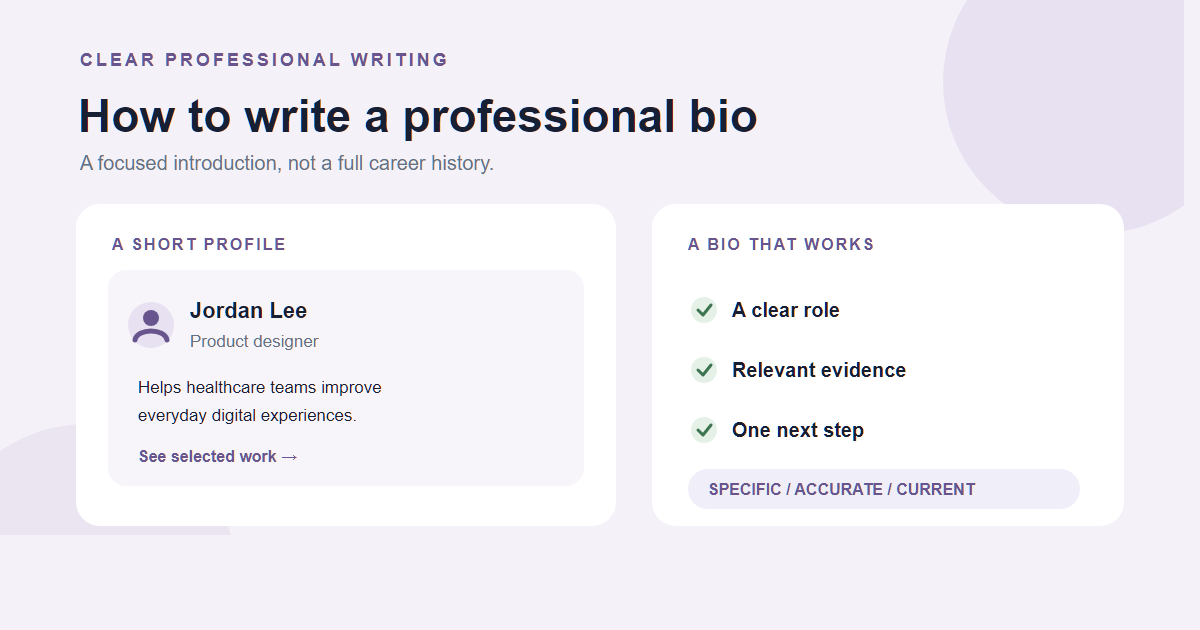 CLEAR PROFESSIONAL WRITING
How to write a professional bio
A focused introduction, not a full career history.
A SHORT PROFILE
Jordan Lee
Product designer
Helps healthcare teams improve
everyday digital experiences.
See selected work →
A BIO THAT WORKS
A clear role
Relevant evidence
One next step
SPECIFIC / ACCURATE / CURRENT